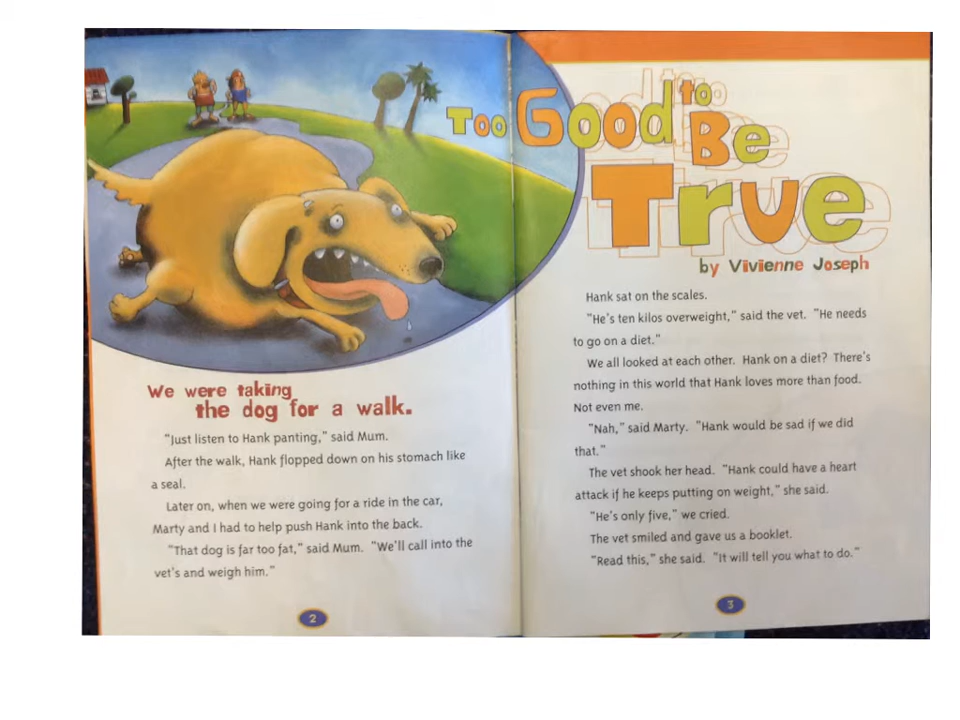 We were taking
the dog for a walk.
"Just listen to Hank panting," said Mum.
After the walk, Hank flopped down on his stomach like
a seal.
Later on, when we were going for a ride in the car,
Marty and I had to help push Hank into the back.
"That dog is far too fat," said Mum. "We'll call into the
vet's and weigh him."
2
Too Good to
Be
True
by Vivienne Joseph
Hank sat on the scales.
"He's ten kilos overweight," said the vet. "He needs
to go on a diet."
We all looked at each other. Hank on a diet? There's
nothing in this world that Hank loves more than food.
Not even me.
"Nah," said Marty. "Hank would be sad if we did
that."
The vet shook her head. "Hank could have a heart
attack if he keeps putting on weight," she said.
"He's only five," we cried.
The vet smiled and gave us a booklet.
"Read this," she said. "It will tell you what to do."
3